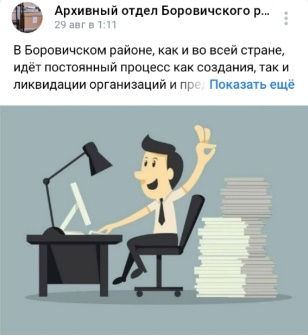 Архивный отдел Боровичского р...
29 авг в 1:11
В Боровичском районе, как и во всей стране,
идёт постоянный процесс как создания, так и
ликвидации организаций и Показать ещё